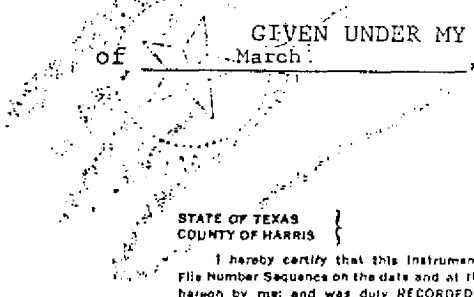 GIVEN UNDER MY
of March
STATE OF TEXAS }
COUNTY OF HARRIS
I hereby certify that this Instrumen
File Number Sequence on the date and at t
hereon by me; and was duly RECORDED